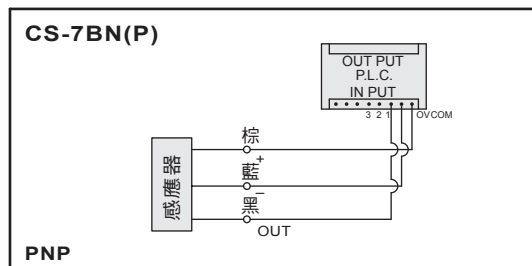 CS-7BN(P)
OUT PUT
P.L.C.
IN PUT
3 2 1 OVCOM
棕
+
藍
−
黑
OUT
感應器
PNP